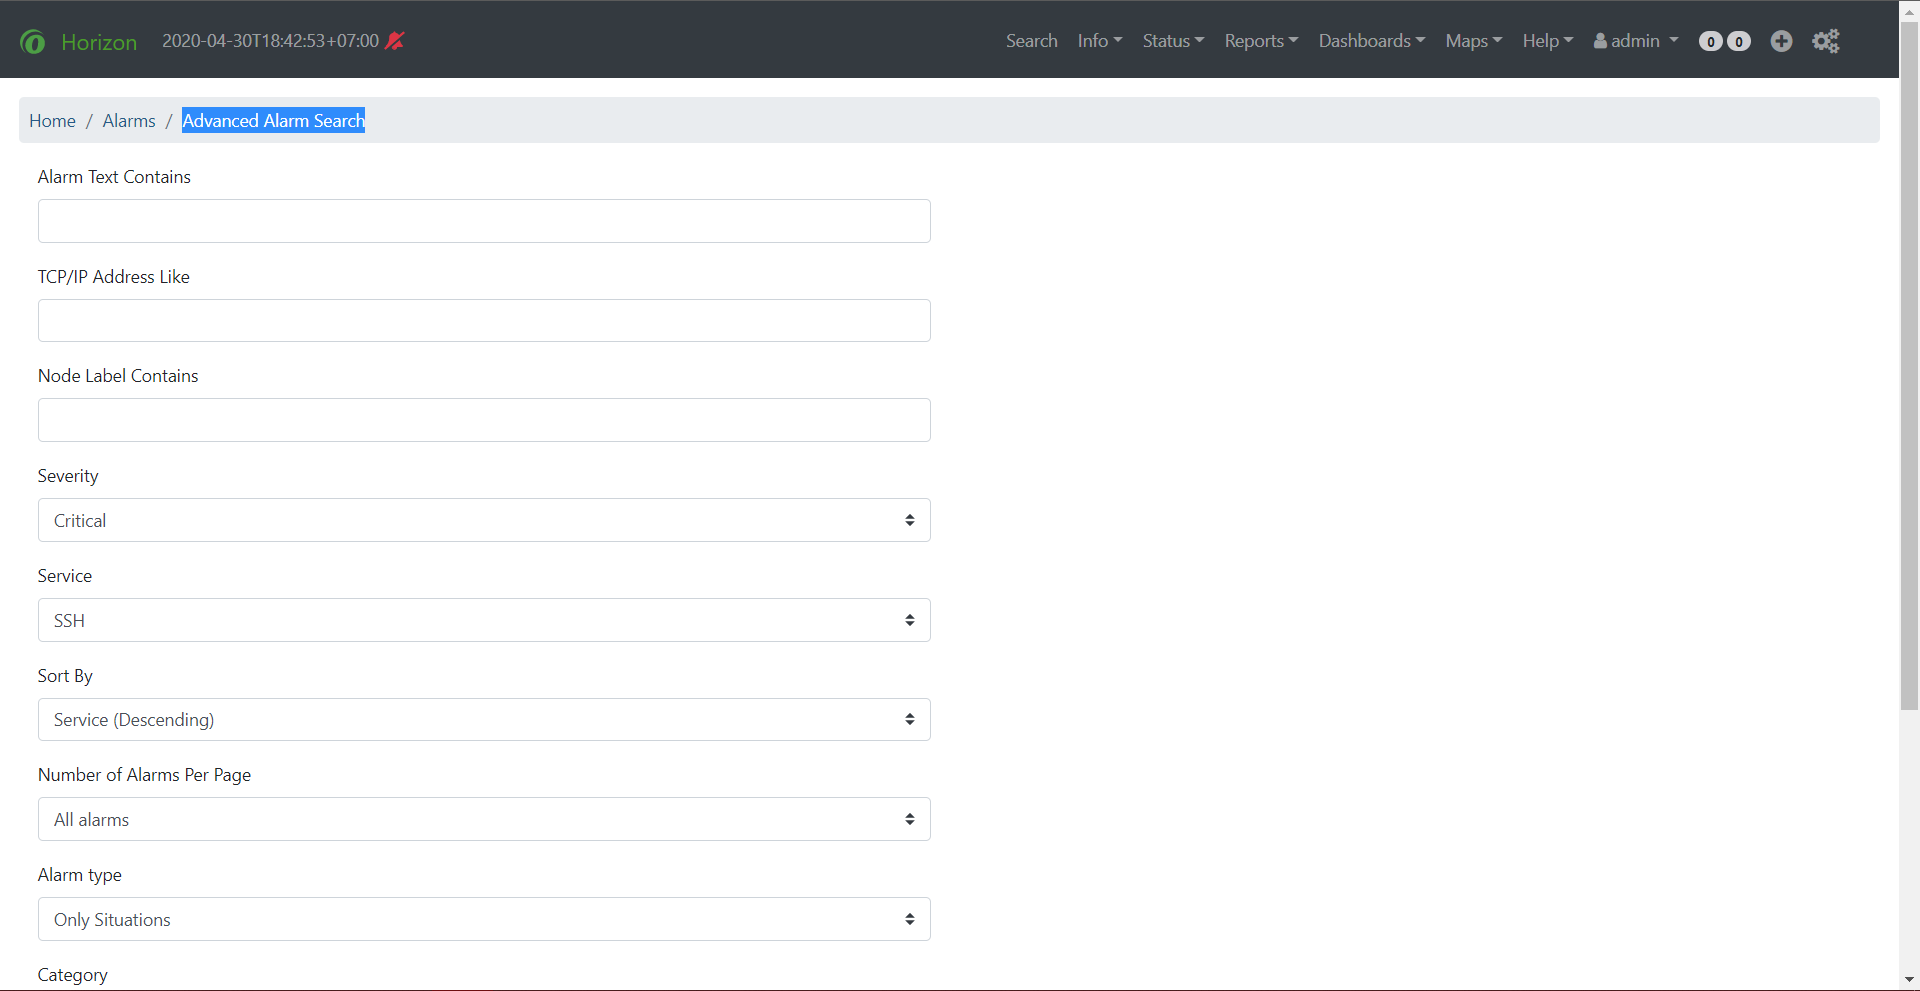 Horizon 2020-04-30T18:42:53+07:00 Search Info Status Reports Dashboards Maps Help admin 0 0
Home / Alarms / Advanced Alarm Search
Alarm Text Contains
TCP/IP Address Like
Node Label Contains
Severity
Critical
Service
SSH
Sort By
Service (Descending)
Number of Alarms Per Page
All alarms
Alarm type
Only Situations
Category